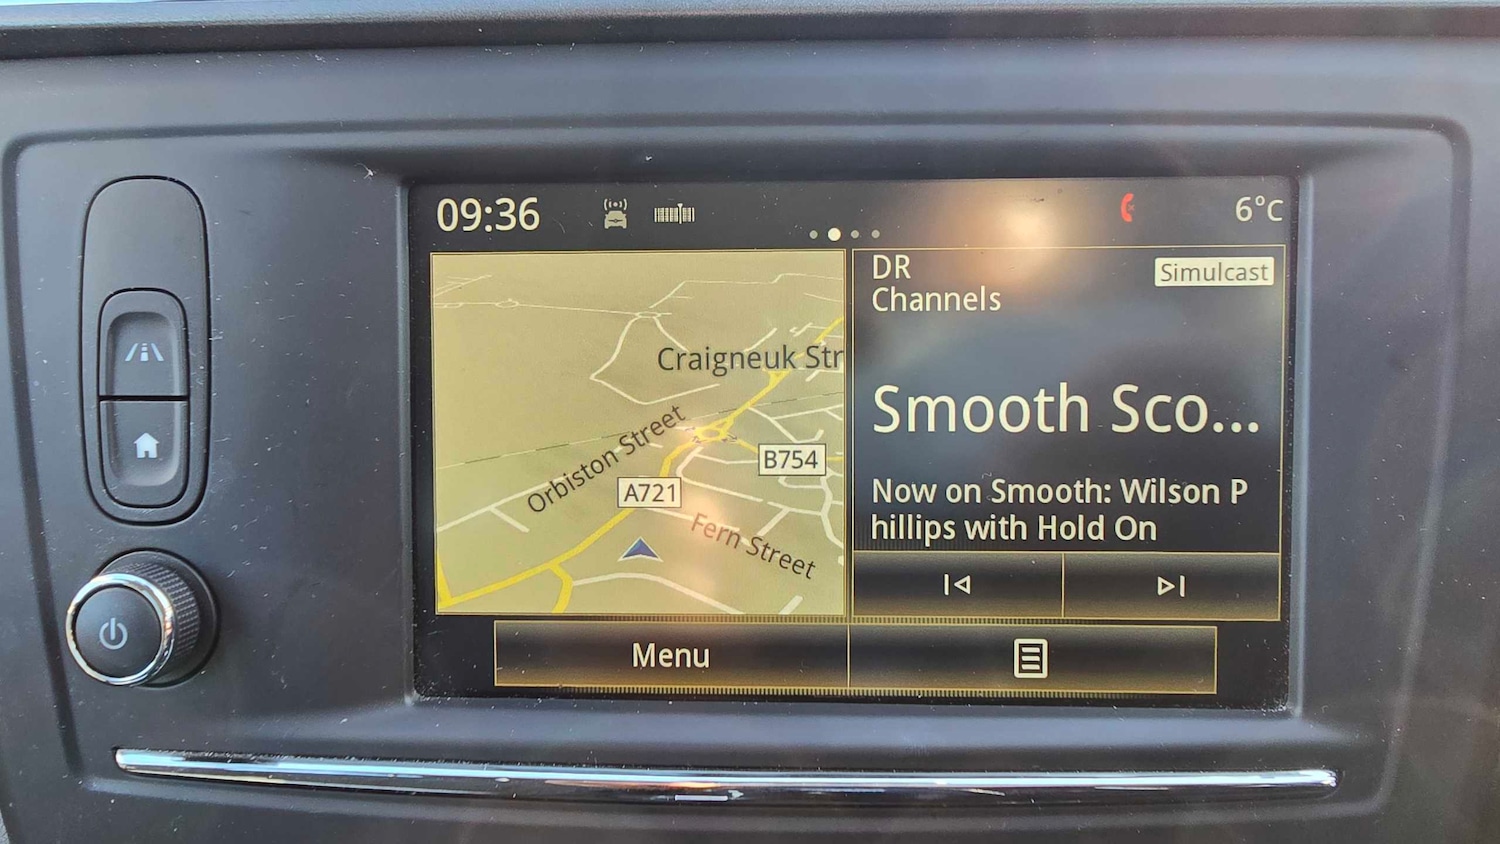 09:36
6°C
DR
Channels
Simulcast
Craigneuk Str
Smooth Sco...
Orbiston Street
B754
A721
Fern Street
Now on Smooth: Wilson P
hillips with Hold On
Menu